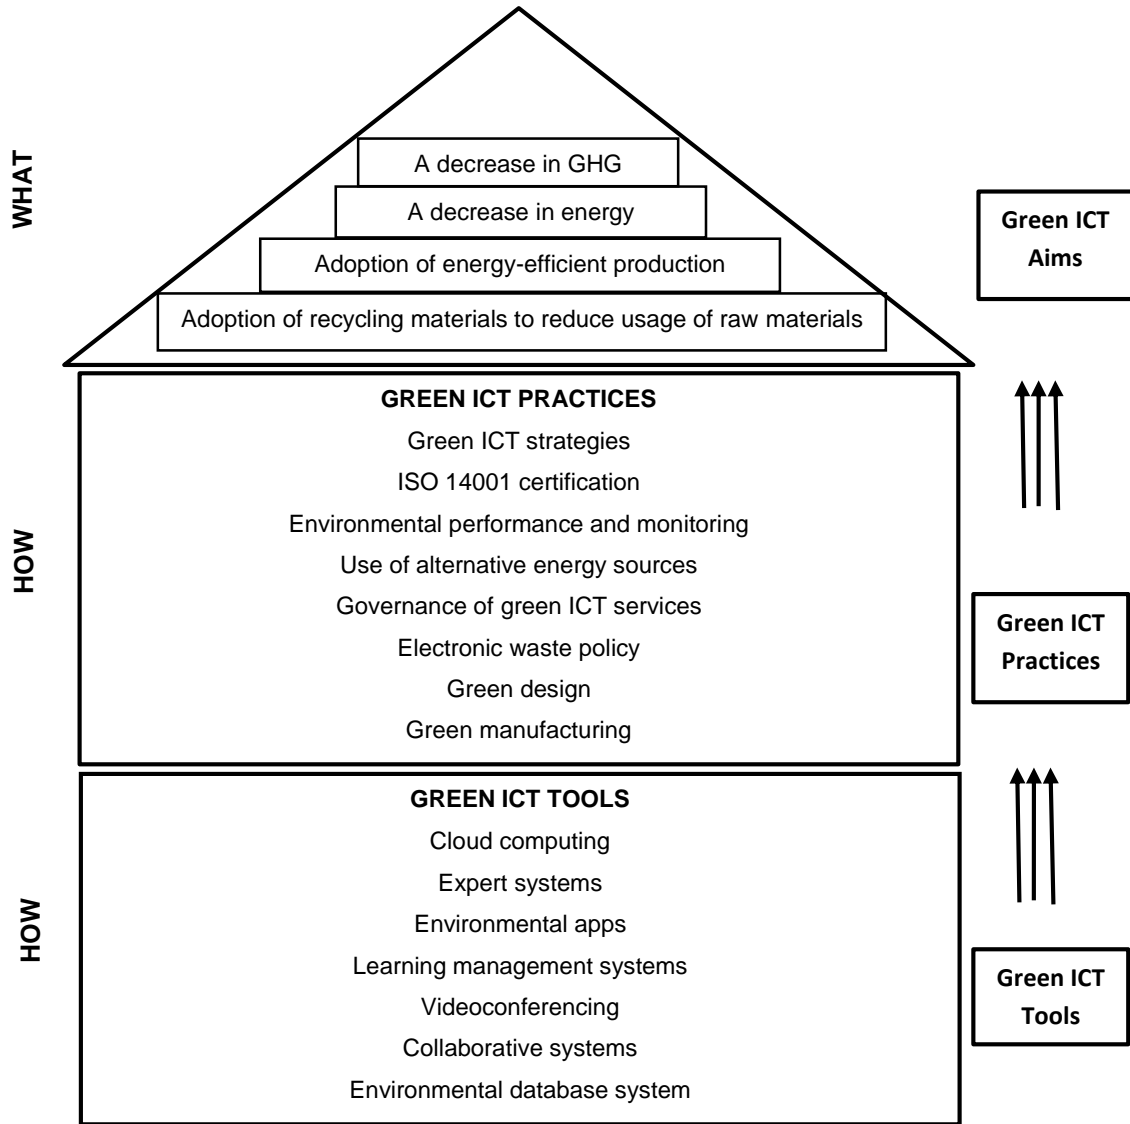 WHAT
A decrease in GHG
A decrease in energy
Adoption of energy-efficient production
Adoption of recycling materials to reduce usage of raw materials
Green ICT
Aims
HOW
GREEN ICT PRACTICES
Green ICT strategies
ISO 14001 certification
Environmental performance and monitoring
Use of alternative energy sources
Governance of green ICT services
Electronic waste policy
Green design
Green manufacturing
Green ICT
Practices
HOW
GREEN ICT TOOLS
Cloud computing
Expert systems
Environmental apps
Learning management systems
Videoconferencing
Collaborative systems
Environmental database system
Green ICT
Tools